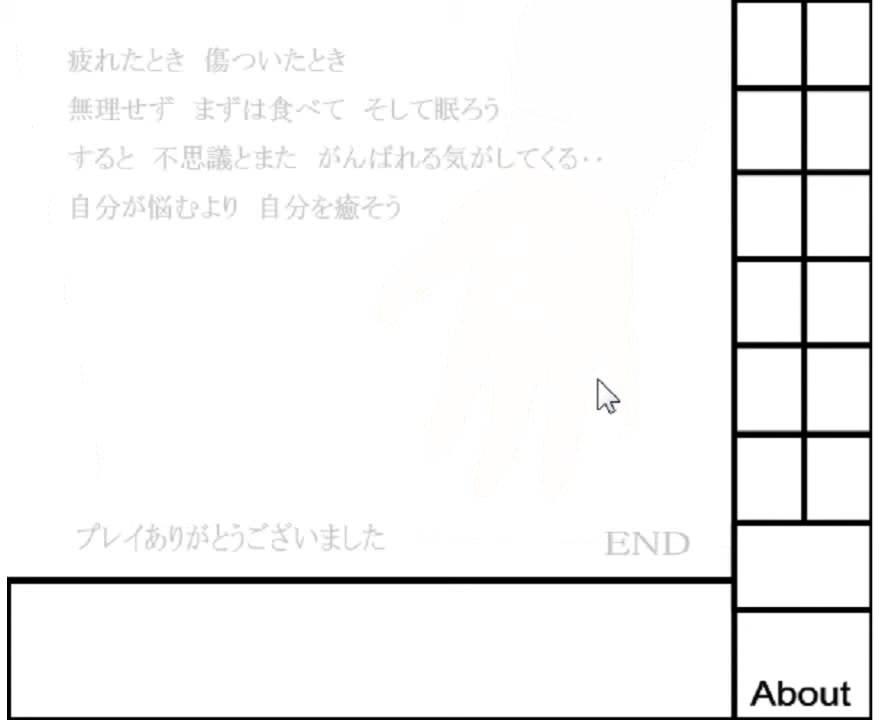 疲れたとき 傷ついたとき
無理せず まずは食べて そして眠ろう
すると 不思議とまた がんばれる気がしてくる‥
自分が悩むより 自分を癒そう
プレイありがとうございました
END
About